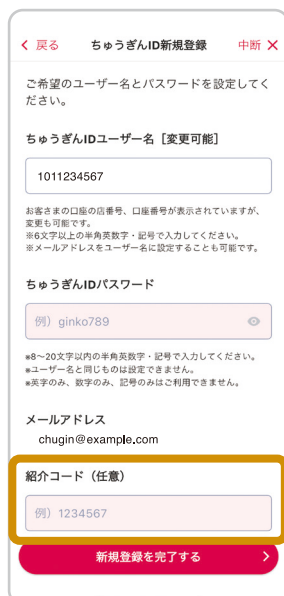 戻る ちゅうぎんID新規登録 中断 ×
ご希望のユーザー名とパスワードを設定してく
ださい。
ちゅうぎんIDユーザー名［変更可能］
1011234567
お客さまの口座の店番号、口座番号が表示されていますが、
変更も可能です。
※6文字以上の半角英数字・記号で入力してください。
※メールアドレスをユーザー名に設定することも可能です。
ちゅうぎんIDパスワード
例）ginko789
※8〜20文字以内の半角英数字・記号で入力してください。
※ユーザー名と同じものは設定できません。
※英字のみ、数字のみ、記号のみはご利用できません。
メールアドレス
chugin@example.com
紹介コード（任意）
例）1234567
新規登録を完了する